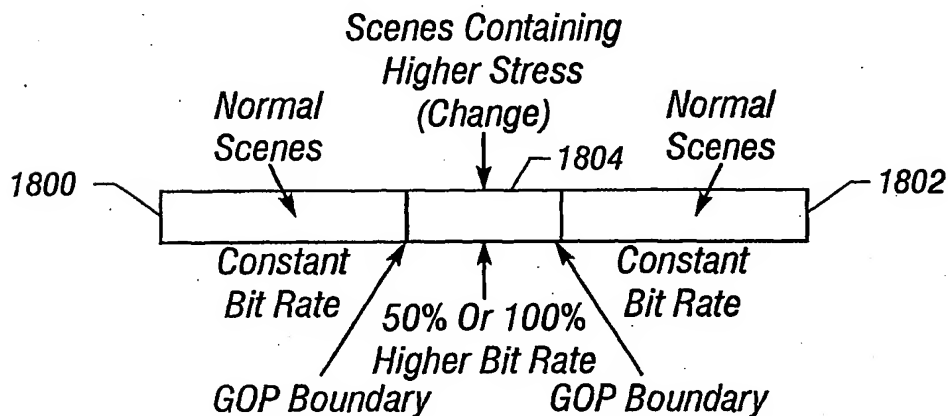 Scenes Containing
Higher Stress
(Change)
Normal
Scenes
Normal
Scenes
1804
1800
1802
Constant
Bit Rate
50% Or 100%
Higher Bit Rate
Constant
Bit Rate
GOP Boundary
GOP Boundary